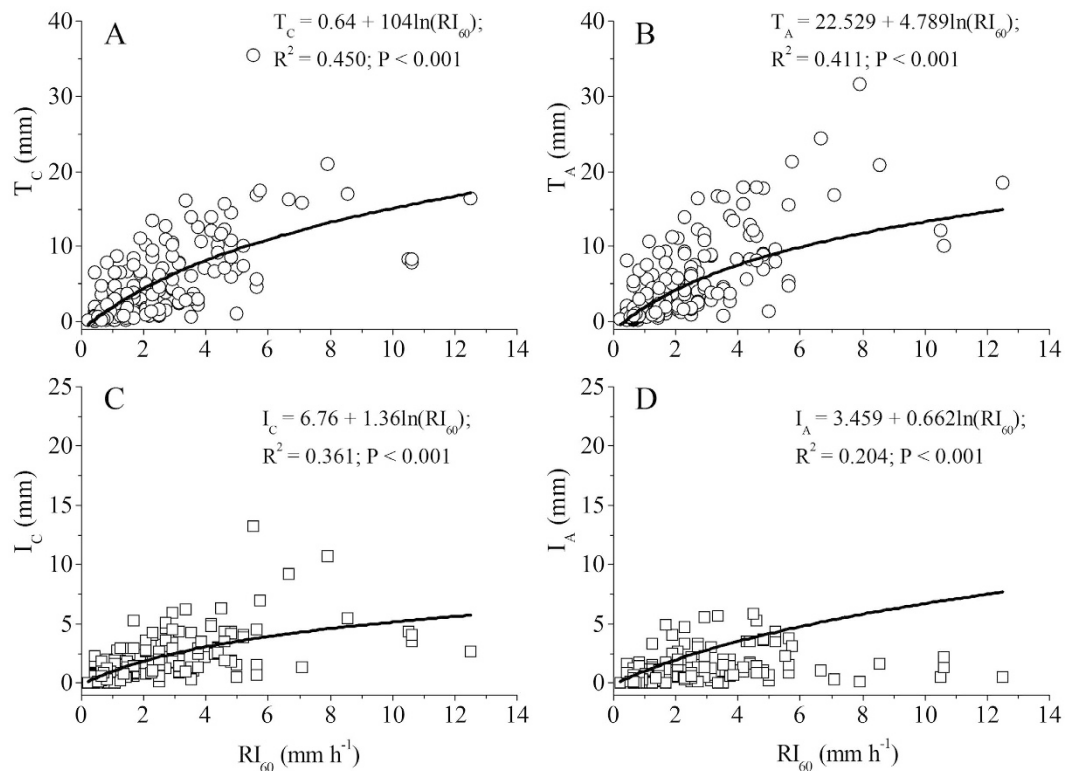 A
T_C = 0.64 + 104ln(RI_60);
R^2 = 0.450; P < 0.001
40
30
20
10
0
T_C (mm)
0 2 4 6 8 10 12 14
B
T_A = 22.529 + 4.789ln(RI_60);
R^2 = 0.411; P < 0.001
40
30
20
10
0
T_A (mm)
0 2 4 6 8 10 12 14
C
I_C = 6.76 + 1.36ln(RI_60);
R^2 = 0.361; P < 0.001
25
20
15
10
5
0
I_C (mm)
0 2 4 6 8 10 12 14
RI_60 (mm h^-1)
D
I_A = 3.459 + 0.662ln(RI_60);
R^2 = 0.204; P < 0.001
25
20
15
10
5
0
I_A (mm)
0 2 4 6 8 10 12 14
RI_60 (mm h^-1)